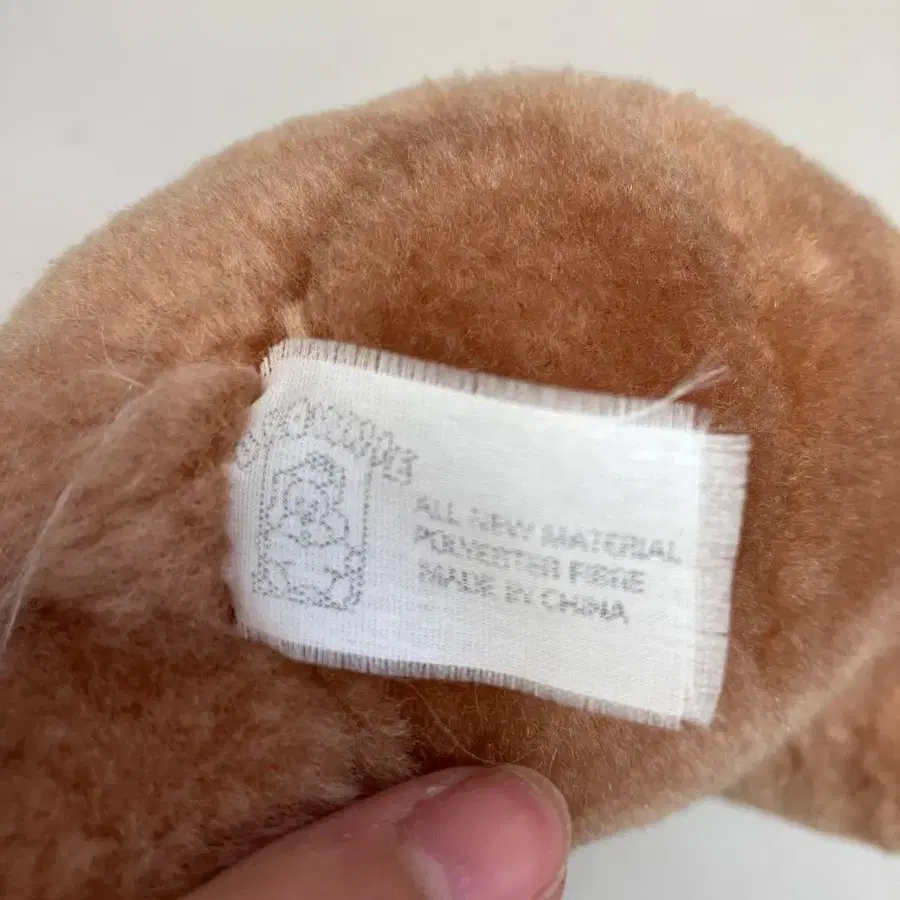 ALL NEW MATERIAL
POLYESTER FIBRE
MADE IN CHINA